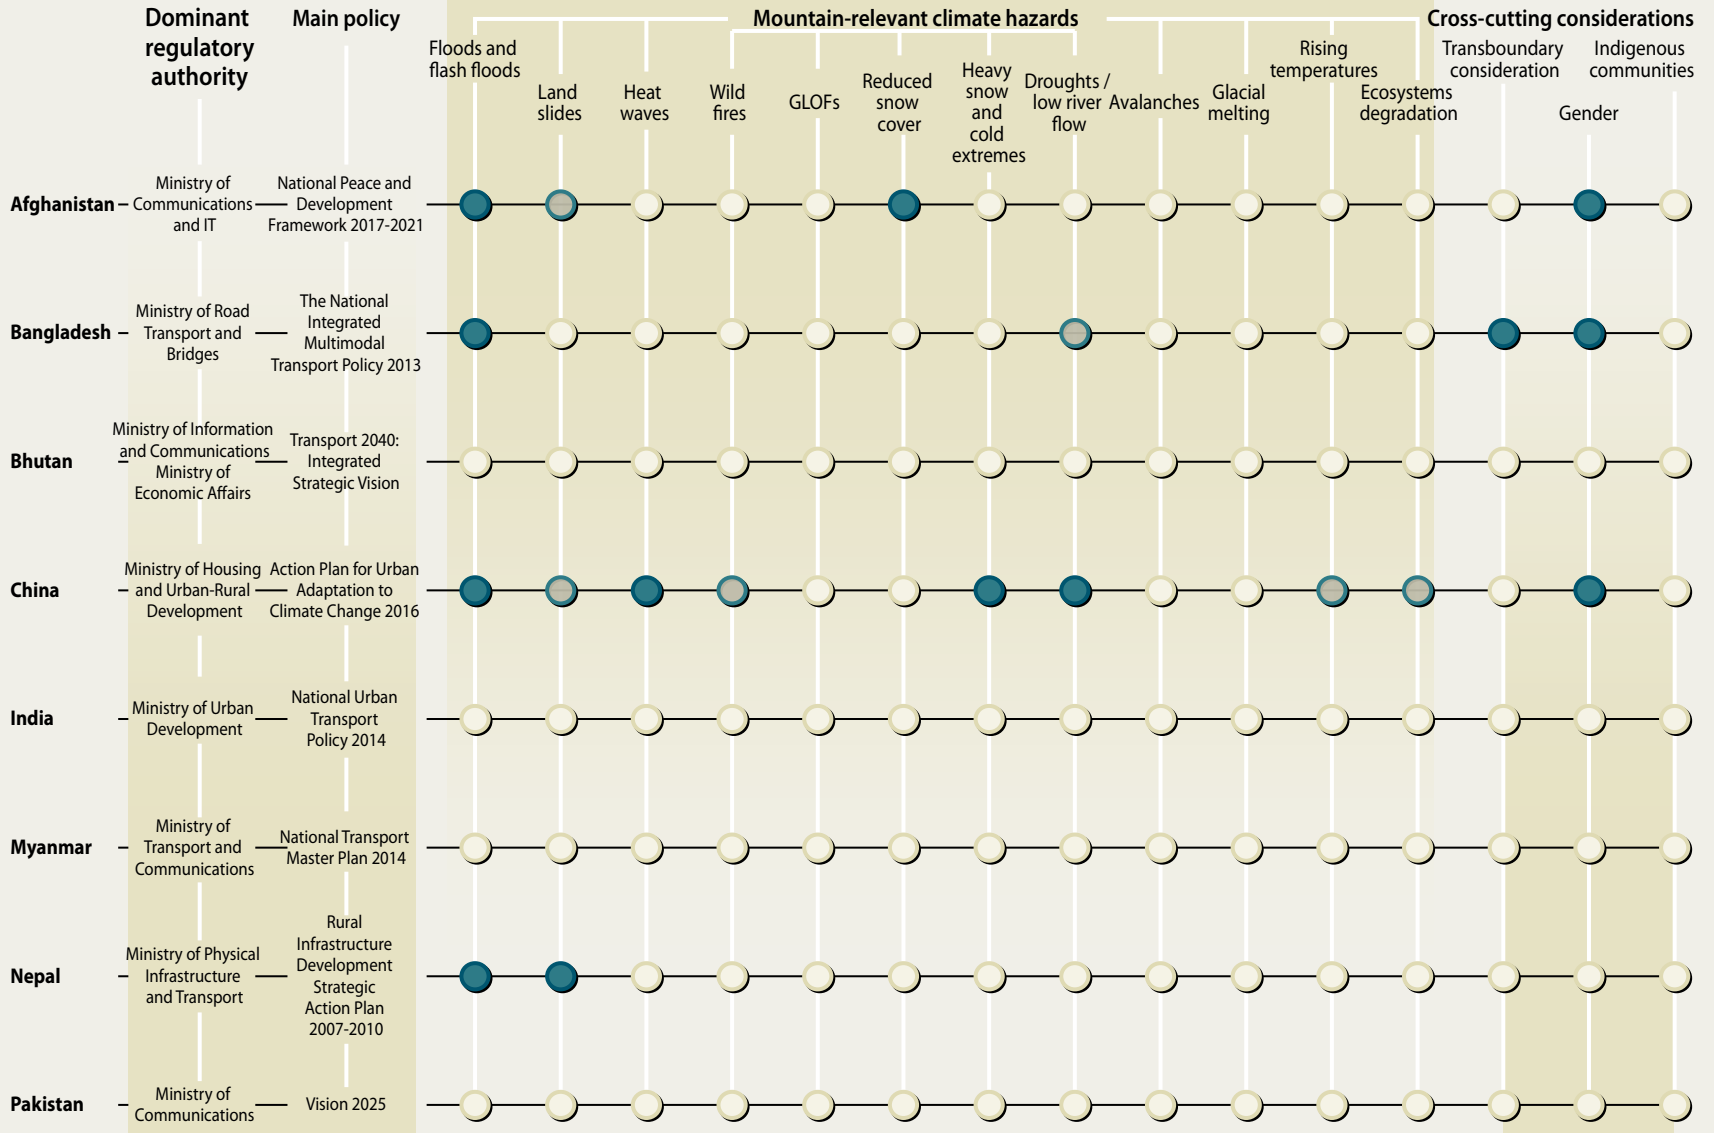 Dominant
regulatory
authority
Main policy
Mountain-relevant climate hazards
Cross-cutting considerations
Floods and
flash floods
Land
slides
Heat
waves
Wild
fires
GLOFs
Reduced
snow
cover
Heavy
snow
and
cold
extremes
Droughts /
low river
flow
Avalanches
Glacial
melting
Rising
temperatures
Ecosystems
degradation
Transboundary
consideration
Gender
Indigenous
communities
Afghanistan
Ministry of
Communications
and IT
National Peace and
Development
Framework 2017-2021
Bangladesh
Ministry of Road
Transport and
Bridges
The National
Integrated
Multimodal
Transport Policy 2013
Bhutan
Ministry of Information
and Communications
Ministry of
Economic Affairs
Transport 2040:
Integrated
Strategic Vision
China
Ministry of Housing
and Urban-Rural
Development
Action Plan for Urban
Adaptation to
Climate Change 2016
India
Ministry of Urban
Development
National Urban
Transport
Policy 2014
Myanmar
Ministry of
Transport and
Communications
National Transport
Master Plan 2014
Nepal
Ministry of Physical
Infrastructure
and Transport
Rural
Infrastructure
Development
Strategic
Action Plan
2007-2010
Pakistan
Ministry of
Communications
Vision 2025